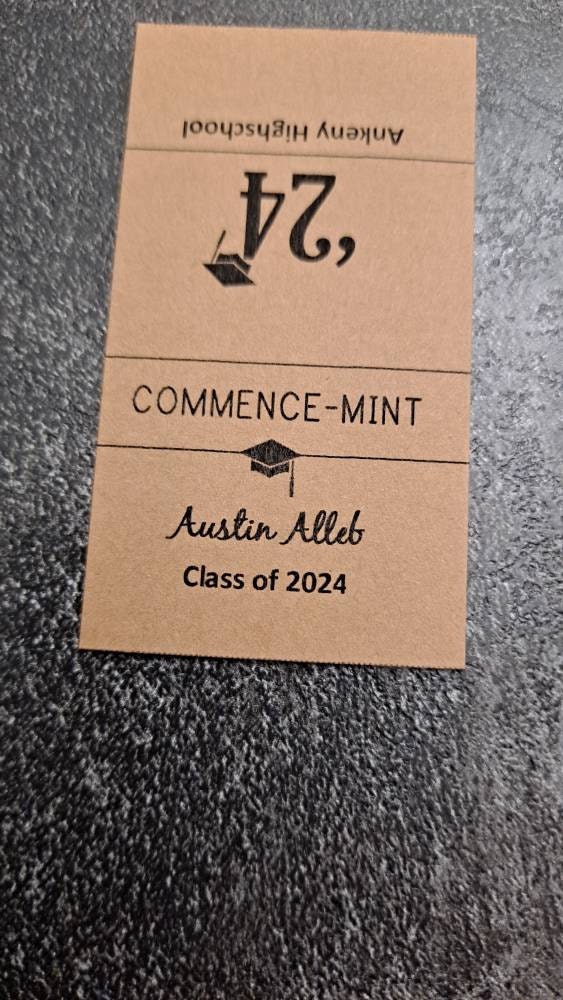 Ankeny Highschool
'24
COMMENCE-MINT
Austin Alleb
Class of 2024